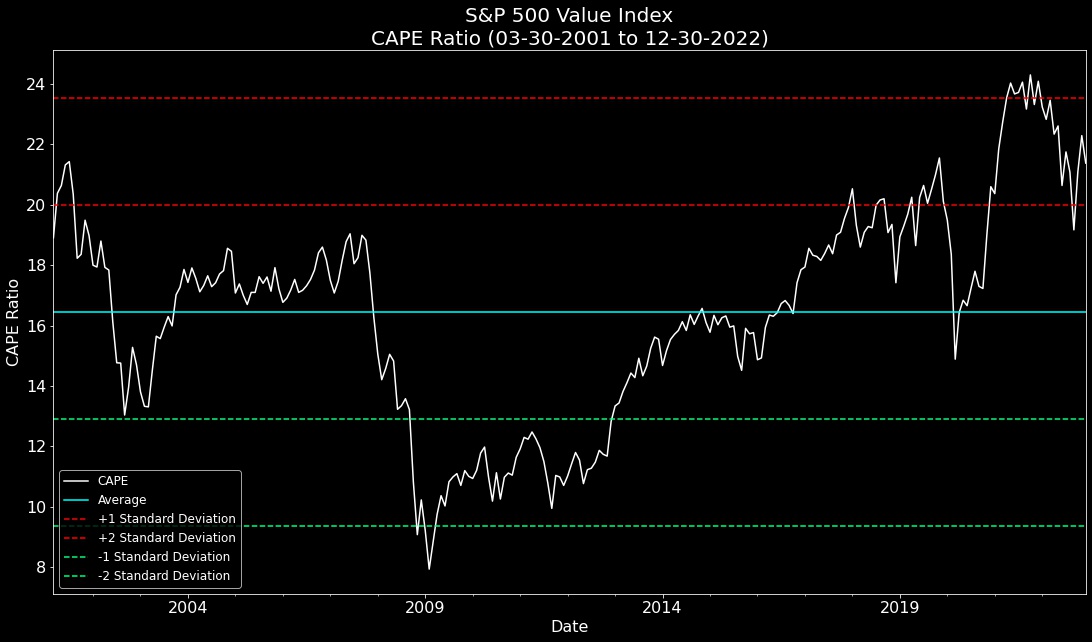 S&P 500 Value Index
CAPE Ratio (03-30-2001 to 12-30-2022)
CAPE Ratio
24
22
20
18
16
14
12
10
8
CAPE
Average
+1 Standard Deviation
+2 Standard Deviation
-1 Standard Deviation
-2 Standard Deviation
2004
2009
2014
2019
Date